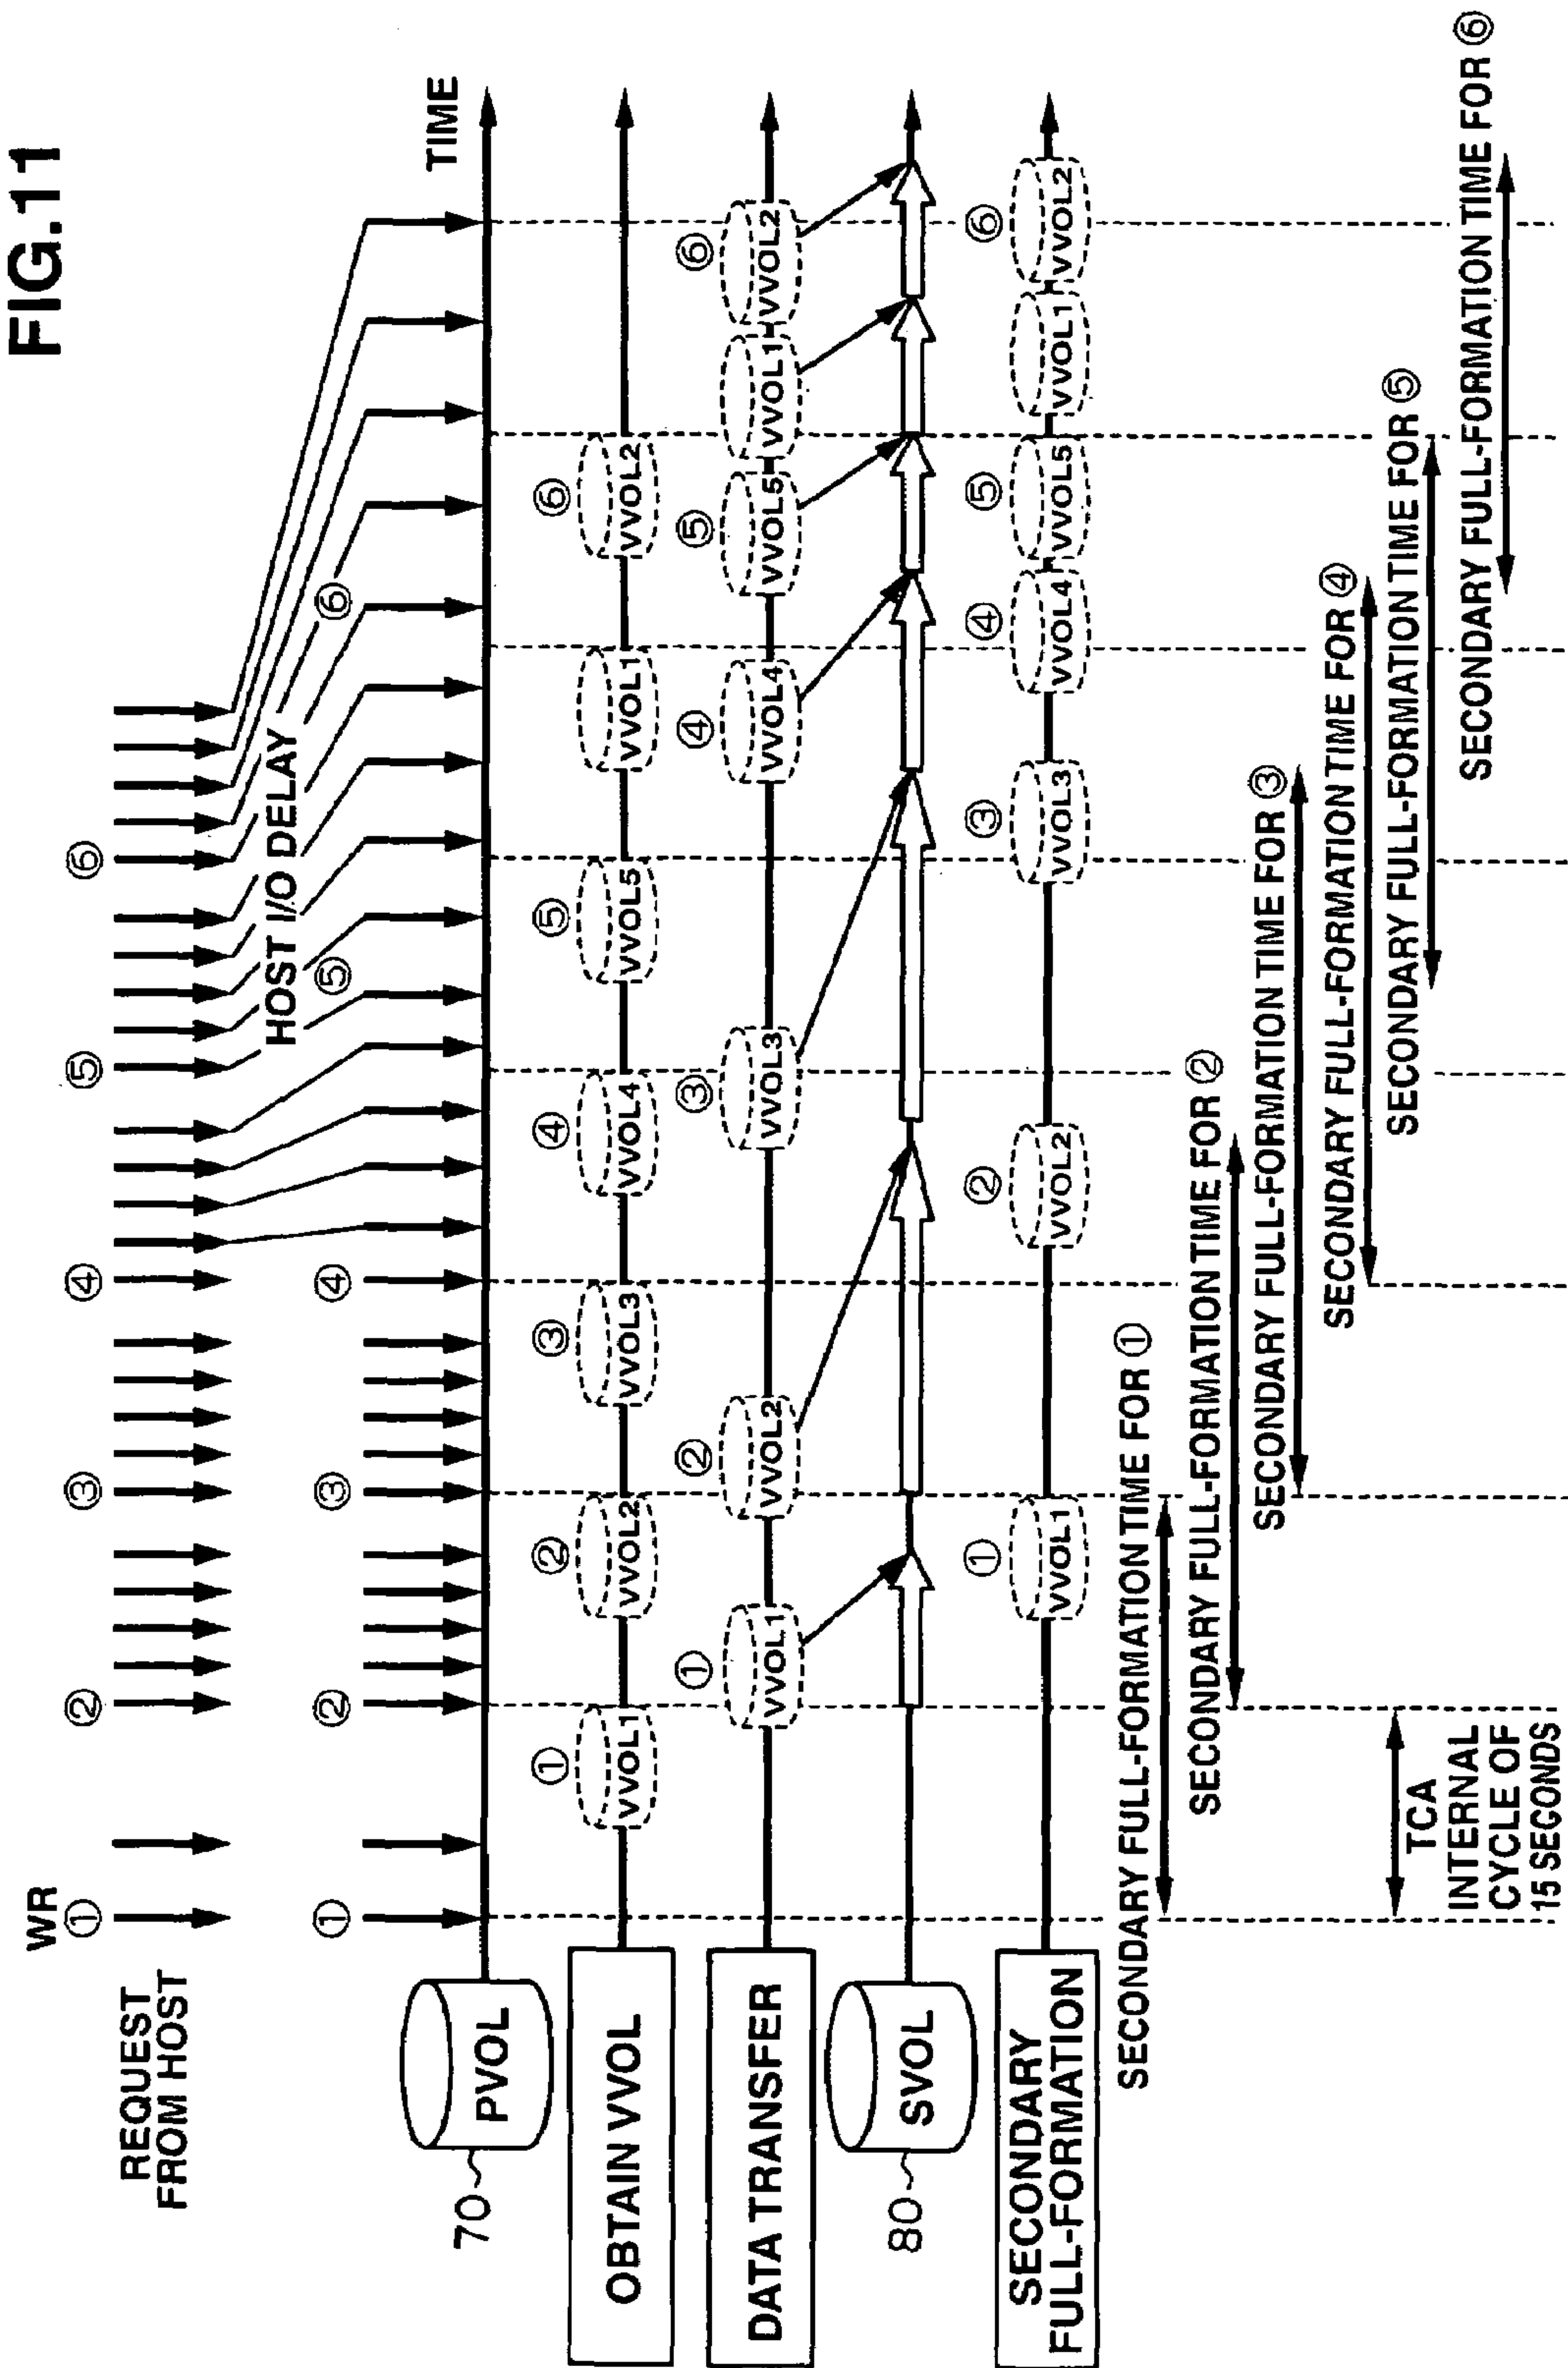 FIG.11
WR
REQUEST
FROM HOST
① ② ③ ④ ⑤ ⑥
HOST I/O DELAY
① ② ③ ④ ⑤ ⑥
70
PVOL
TIME
OBTAIN VVOL
① ② ③ ④ ⑤ ⑥
VVOL1 VVOL2 VVOL3 VVOL4 VVOL5 VVOL1 VVOL2
DATA TRANSFER
① ② ③ ④ ⑤ ⑥
VVOL1 VVOL2 VVOL3 VVOL4 VVOL5 VVOL1 VVOL2
80
SVOL
SECONDARY
FULL-FORMATION
① ② ③ ④ ⑤ ⑥
VVOL1 VVOL2 VVOL3 VVOL4 VVOL5 VVOL1 VVOL2
SECONDARY FULL-FORMATION TIME FOR ①
SECONDARY FULL-FORMATION TIME FOR ②
SECONDARY FULL-FORMATION TIME FOR ③
SECONDARY FULL-FORMATION TIME FOR ④
SECONDARY FULL-FORMATION TIME FOR ⑤
SECONDARY FULL-FORMATION TIME FOR ⑥
TCA
INTERNAL
CYCLE OF
15 SECONDS